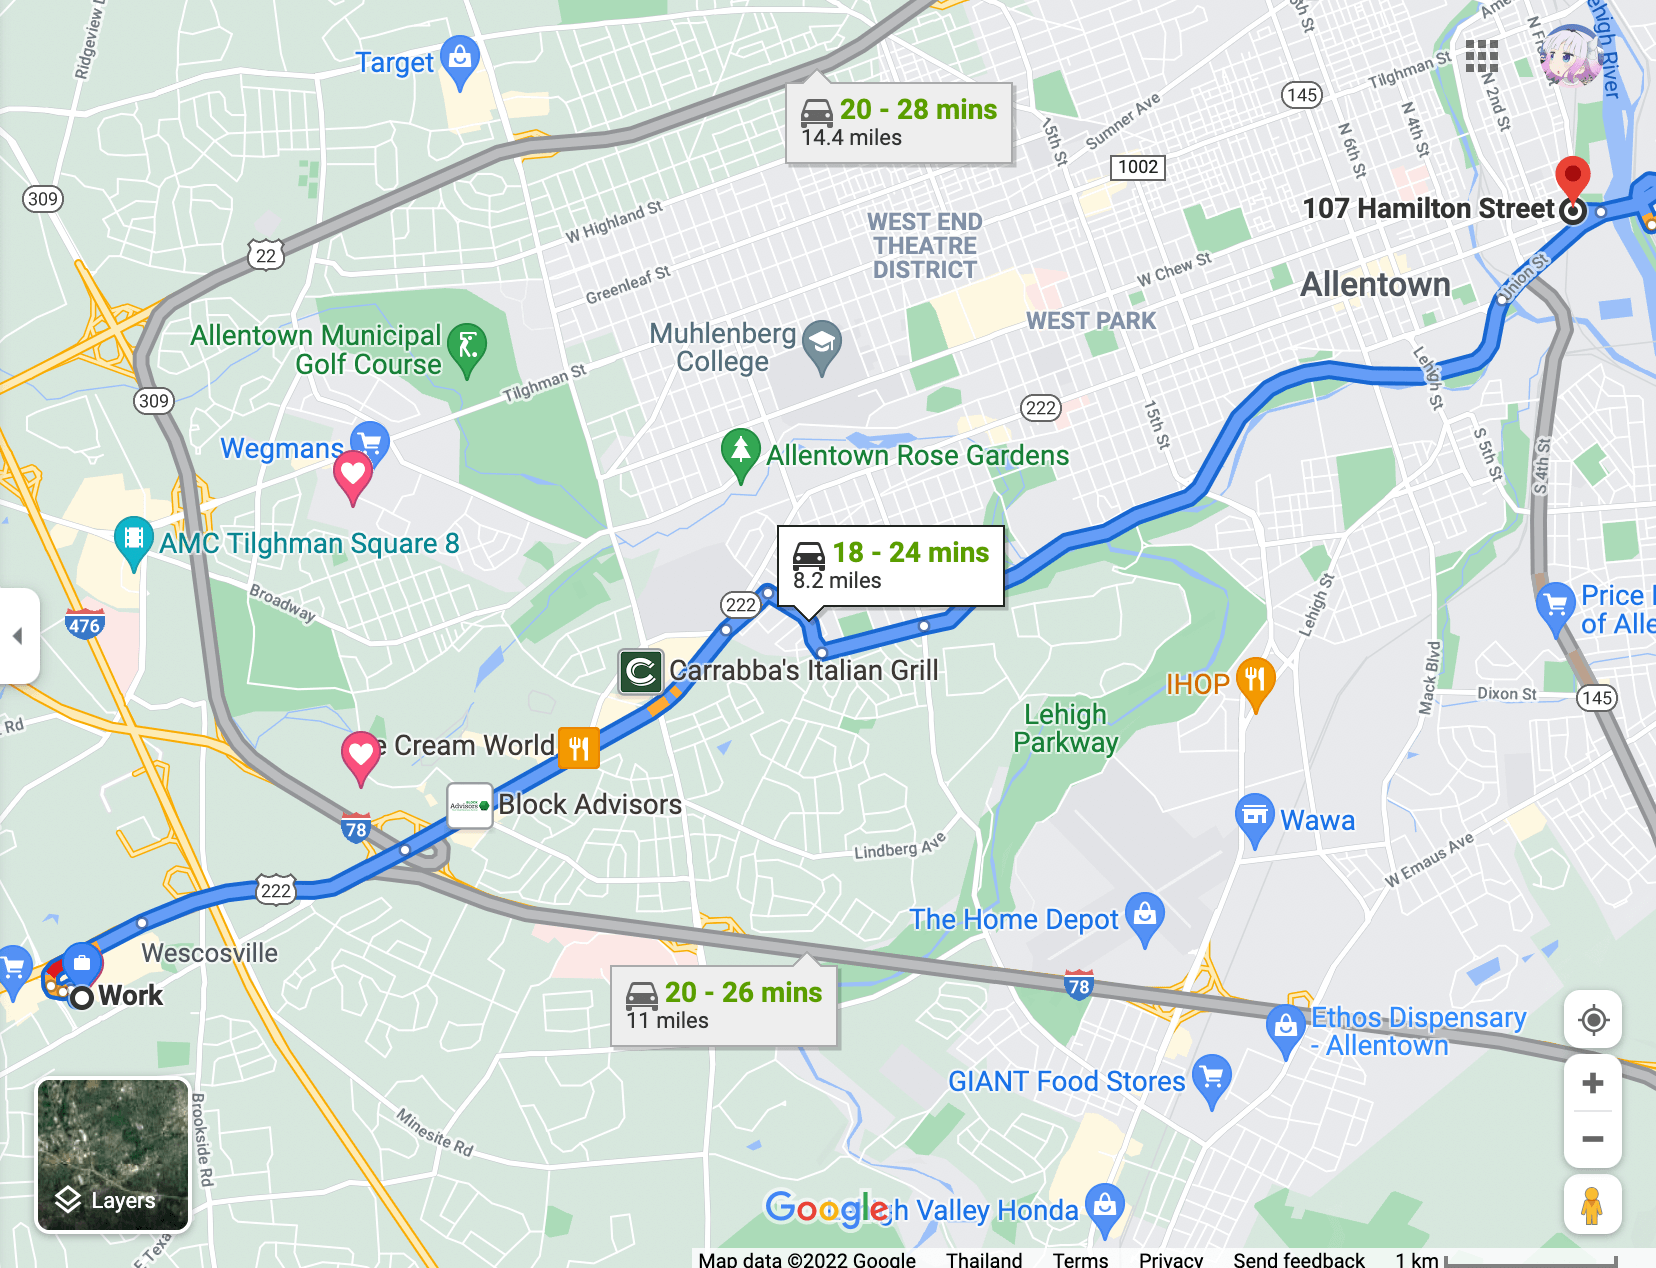 Ridgeview D
Target
20 - 28 mins
14.4 miles
15th St
Sumner Ave
145
Tilghman St
N 2nd St
N 4th St
N 6th St
Lehigh River
1002
309
22
W Highland St
WEST END
THEATRE
DISTRICT
107 Hamilton Street
Greenleaf St
W Chew St
Allentown
Union St
WEST PARK
Allentown Municipal
Golf Course
Muhlenberg
College
Tilghman St
Lehigh St
309
222
15th St
Wegmans
Allentown Rose Gardens
S 5th St
S 4th St
AMC Tilghman Square 8
18 - 24 mins
8.2 miles
Broadway
222
476
Lehigh St
Price
of Alle
Carrabba's Italian Grill
IHOP
Mack Blvd
Dixon St
145
Rd
Lehigh
Parkway
e Cream World
Block Advisors
78
Wawa
Lindberg Ave
W Emaus Ave
222
The Home Depot
Wescosville
Work
20 - 26 mins
11 miles
78
Ethos Dispensary
- Allentown
GIANT Food Stores
Brookside Rd
Minesite Rd
Layers
E Texa
Google
gh Valley Honda
Map data ©2022 Google Thailand Terms Privacy Send feedback 1 km